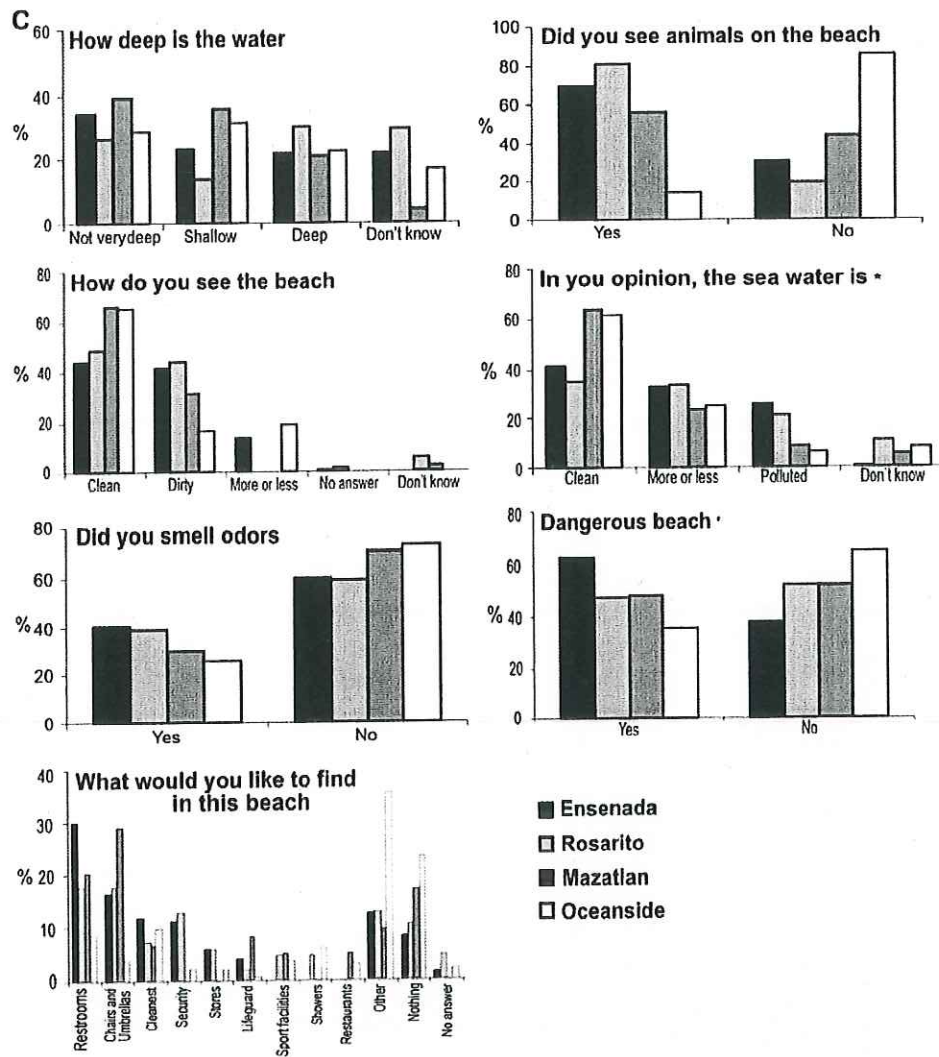 C
How deep is the water
60
40
%
20
0
Not verydeep Shallow Deep Don't know
Did you see animals on the beach
100
80
60
%
40
20
0
Yes No
How do you see the beach
80
60
%
40
20
0
Clean Dirty More or less No answer Don't know
In you opinion, the sea water is *
80
60
%
40
20
0
Clean More or less Polluted Don't know
Did you smell odors
80
60
%
40
20
0
Yes No
Dangerous beach
80
60
%
40
20
0
Yes No
What would you like to find
in this beach
40
30
%
20
10
0
Restrooms
Chairs and
Umbrellas
Cleanest
Security
Stores
Lifeguard
Sport facilities
Showers
Restaurants
Other
Nothing
No answer
Ensenada
Rosarito
Mazatlan
Oceanside